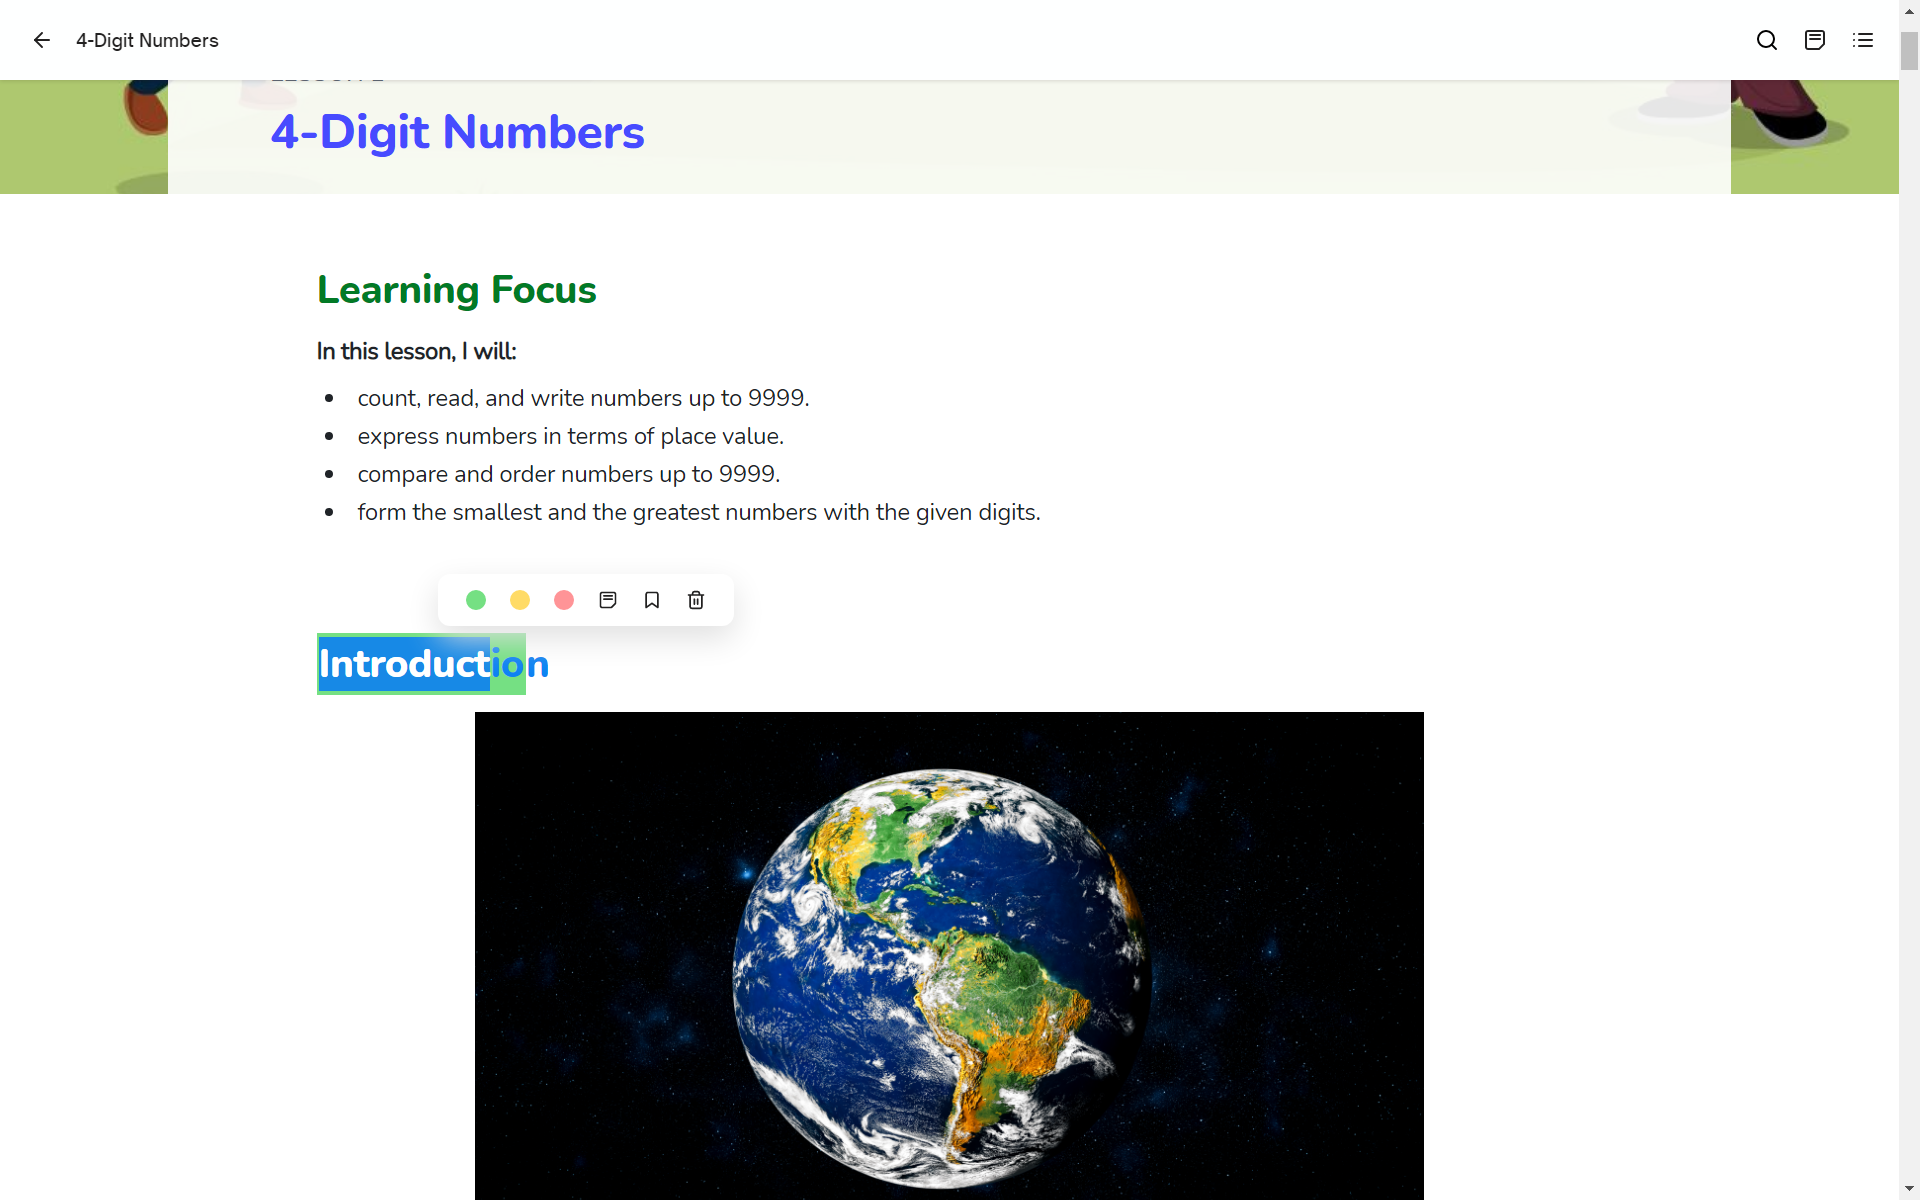 4-Digit Numbers
4-Digit Numbers
Learning Focus
In this lesson, I will:
count, read, and write numbers up to 9999.
express numbers in terms of place value.
compare and order numbers up to 9999.
form the smallest and the greatest numbers with the given digits.
Introduction